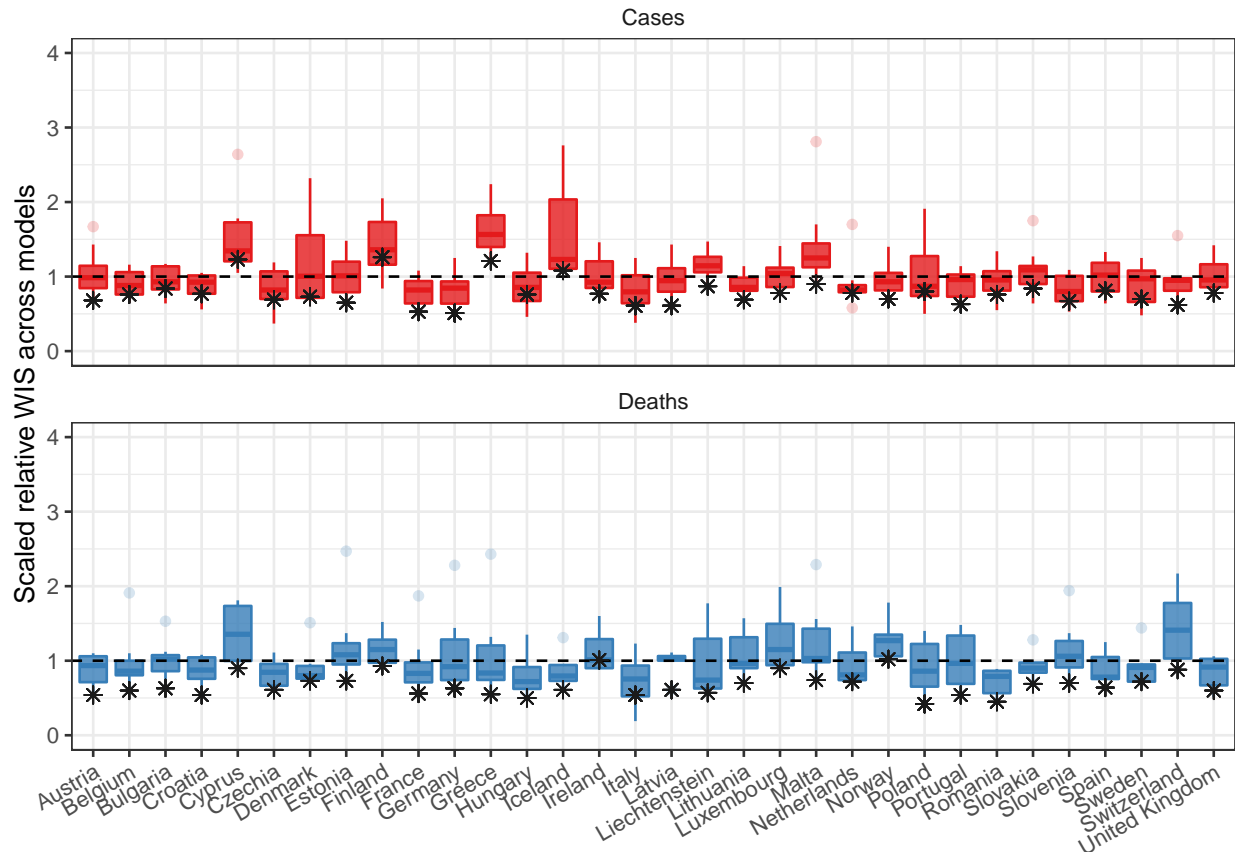 Cases
4
3
2
1
0
Deaths
4
3
2
1
0
Scaled relative WIS across models
Austria
Belgium
Bulgaria
Croatia
Cyprus
Czechia
Denmark
Estonia
Finland
France
Germany
Greece
Hungary
Iceland
Ireland
Italy
Latvia
Liechtenstein
Lithuania
Luxembourg
Malta
Netherlands
Norway
Poland
Portugal
Romania
Slovakia
Slovenia
Spain
Sweden
Switzerland
United Kingdom